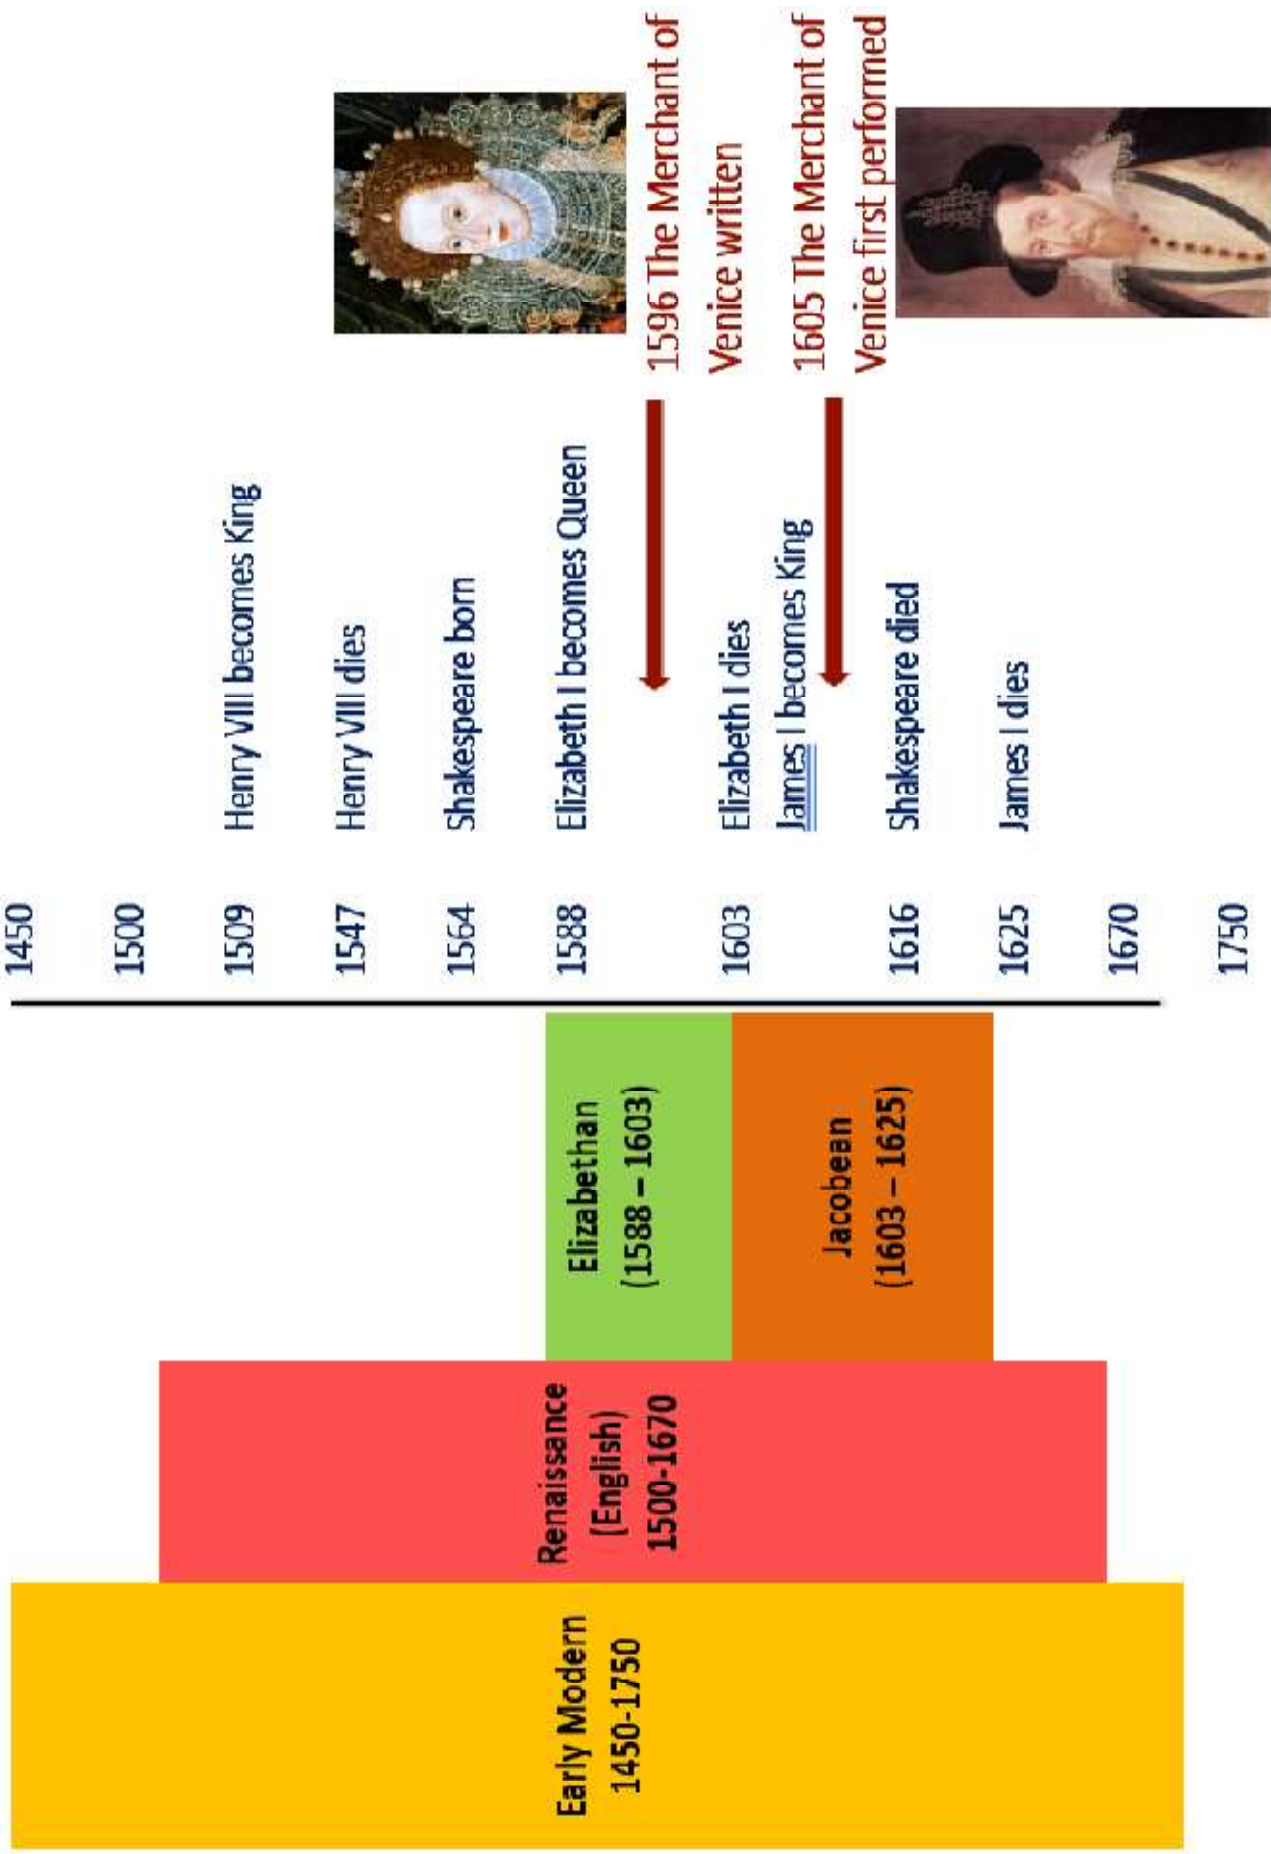 1450
1500
1509 Henry VIII becomes King
1547 Henry VIII dies
1564 Shakespeare born
1588 Elizabeth I becomes Queen
1596 The Merchant of
Venice written
1603 Elizabeth I dies
James I becomes King
1605 The Merchant of
Venice first performed
1616 Shakespeare died
1625 James I dies
1670
1750
Early Modern
1450-1750
Renaissance
(English)
1500-1670
Elizabethan
(1588 – 1603)
Jacobean
(1603 – 1625)